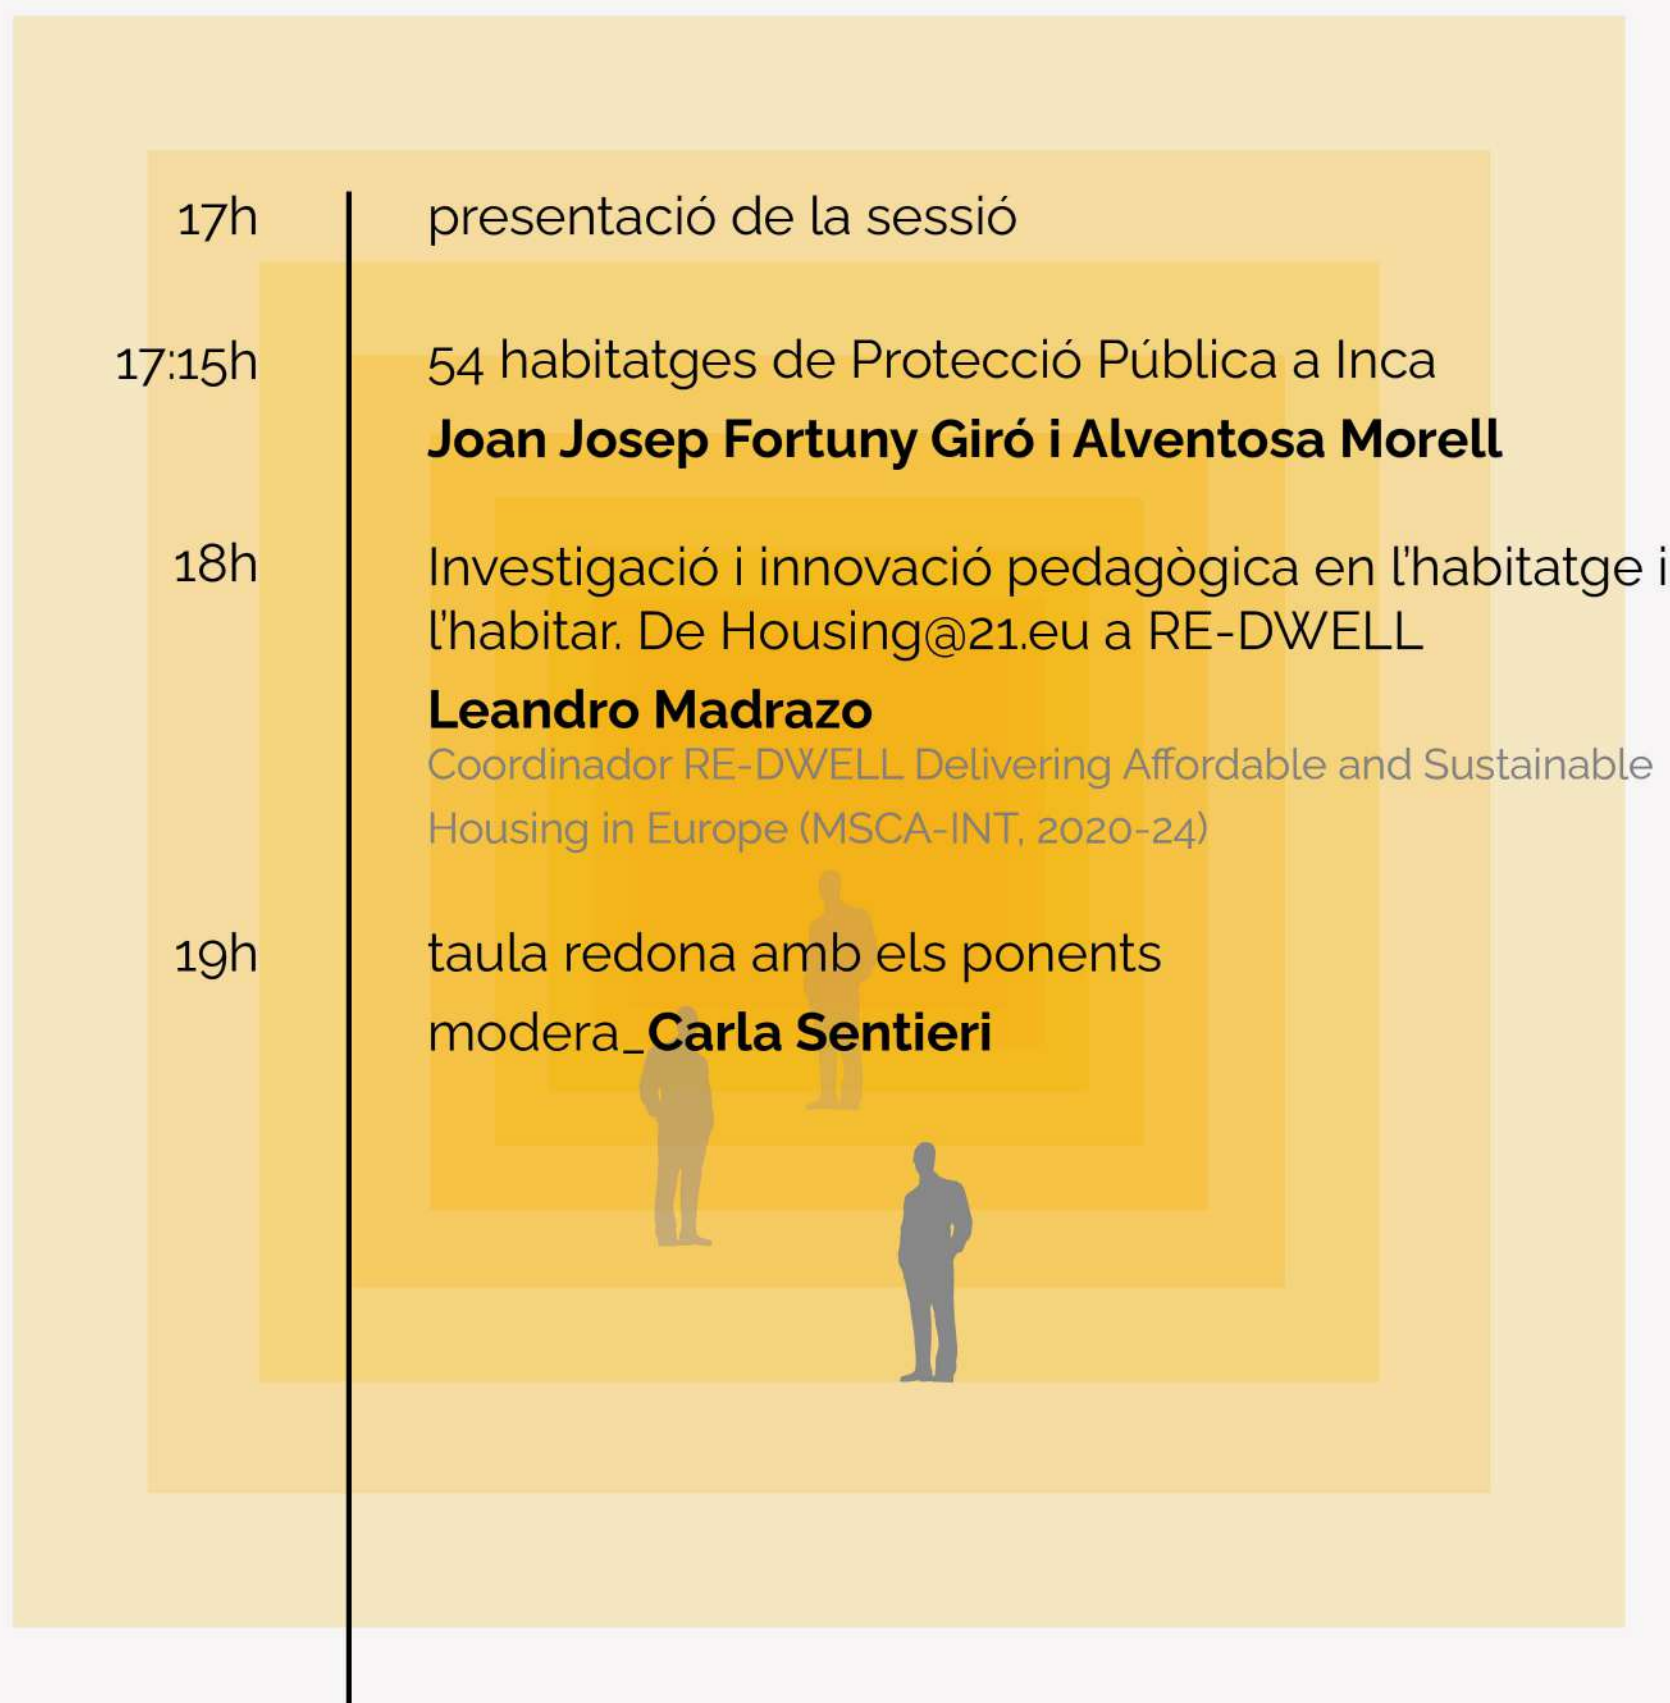 17h presentació de la sessió
17:15h 54 habitatges de Protecció Pública a Inca
Joan Josep Fortuny Giró i Alventosa Morell
18h Investigació i innovació pedagògica en l'habitatge i
l'habitar. De Housing@21.eu a RE-DWELL
Leandro Madrazo
Coordinador RE-DWELL Delivering Affordable and Sustainable
Housing in Europe (MSCA-INT, 2020-24)
19h taula redona amb els ponents
modera_Carla Sentieri